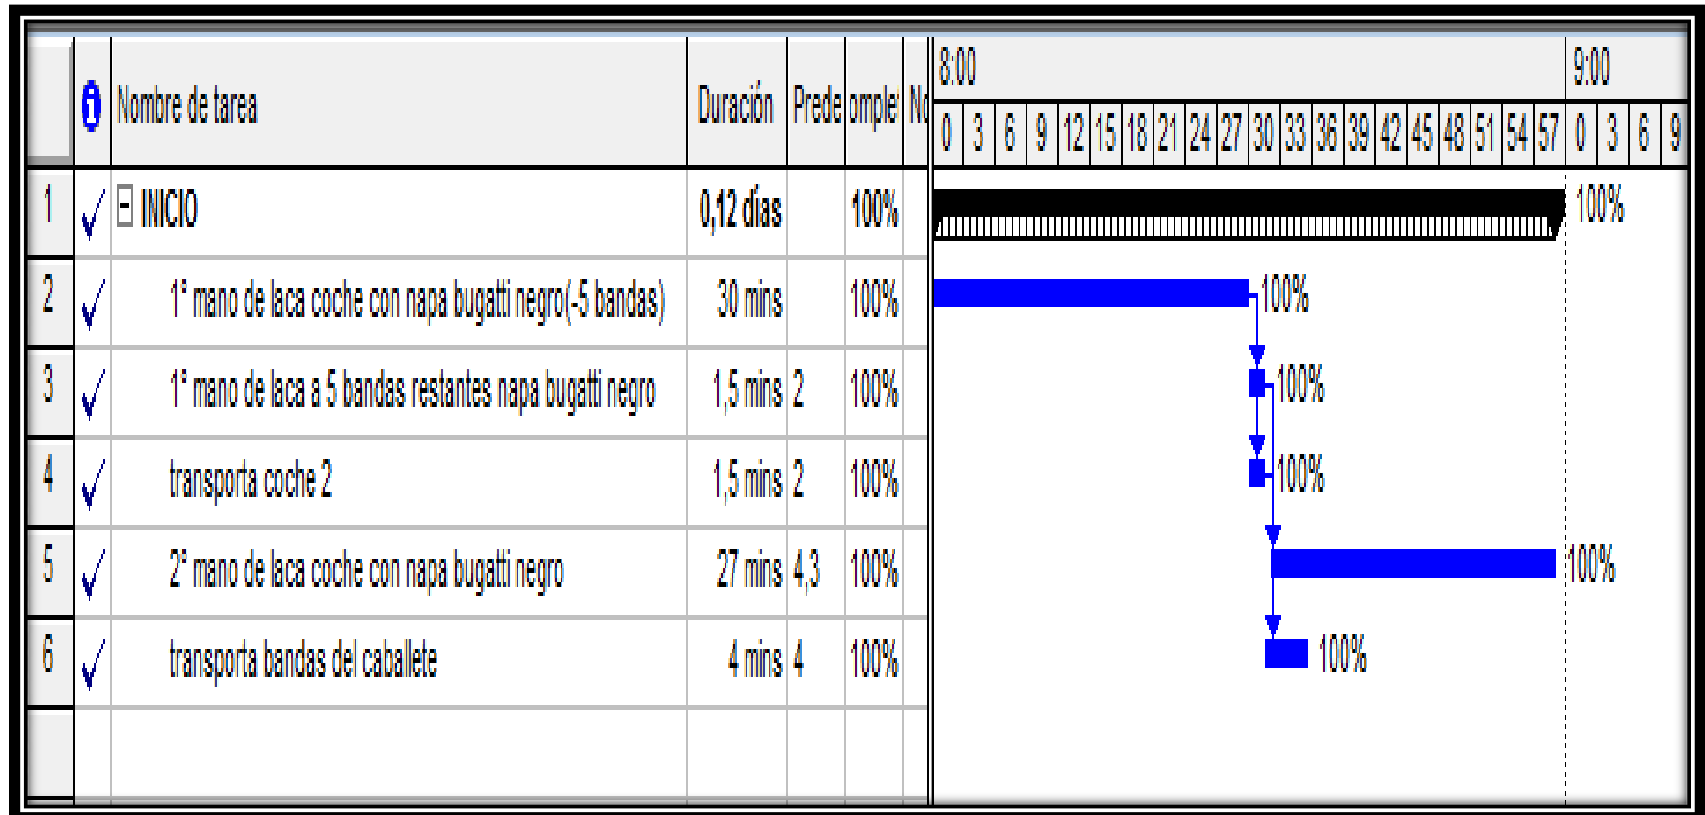 Nombre de tarea Duración Prede omplet No 8:00 9:00
0 3 6 9 12 15 18 21 24 27 30 33 36 39 42 45 48 51 54 57 0 3 6 9
1 INICIO 0,12 días 100% 100%
2 1° mano de laca coche con napa bugatti negro(-5 bandas) 30 mins 100% 100%
3 1° mano de laca a 5 bandas restantes napa bugatti negro 1,5 mins 2 100% 100%
4 transporta coche 2 1,5 mins 2 100% 100%
5 2° mano de laca coche con napa bugatti negro 27 mins 4,3 100% 100%
6 transporta bandas del caballete 4 mins 4 100% 100%